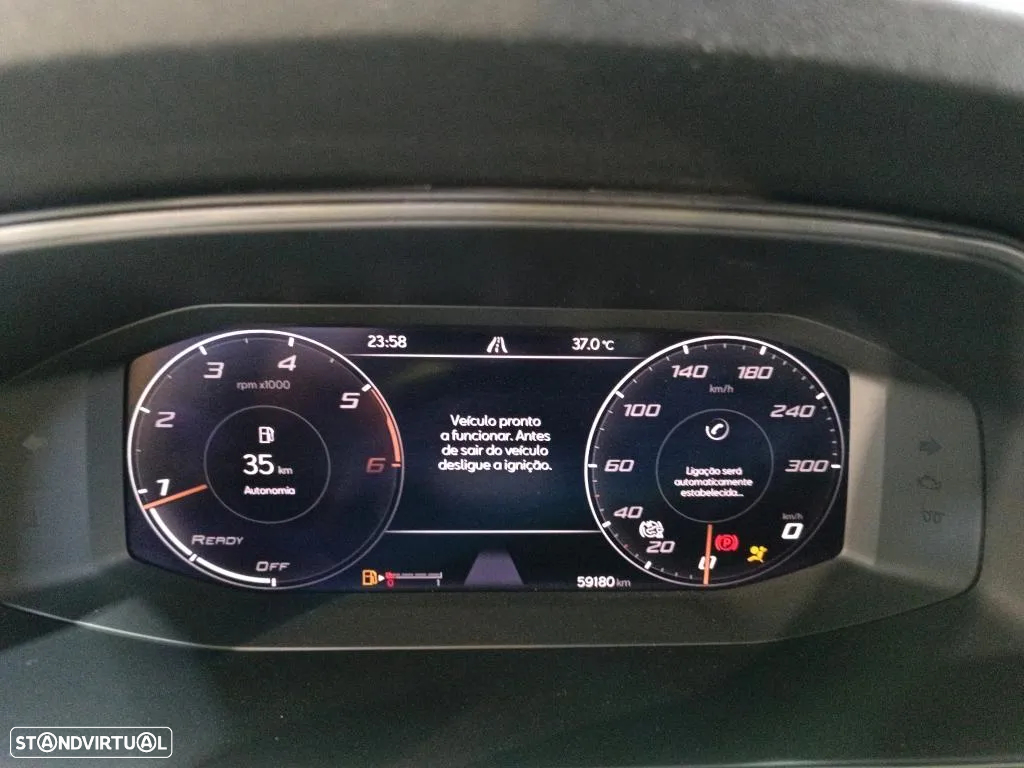 23:58
37.0 °C
3
4
rpm x1000
2
5
35 km
Autonomia
6
1
READY
OFF
Veículo pronto
a funcionar. Antes
de sair do veículo
desligue a ignição.
140
180
km/h
100
240
60
300
Ligação será
automaticamente
estabelecida...
40
20
0
km/h
0
P
0
1
59180 km
STANDVIRTUAL